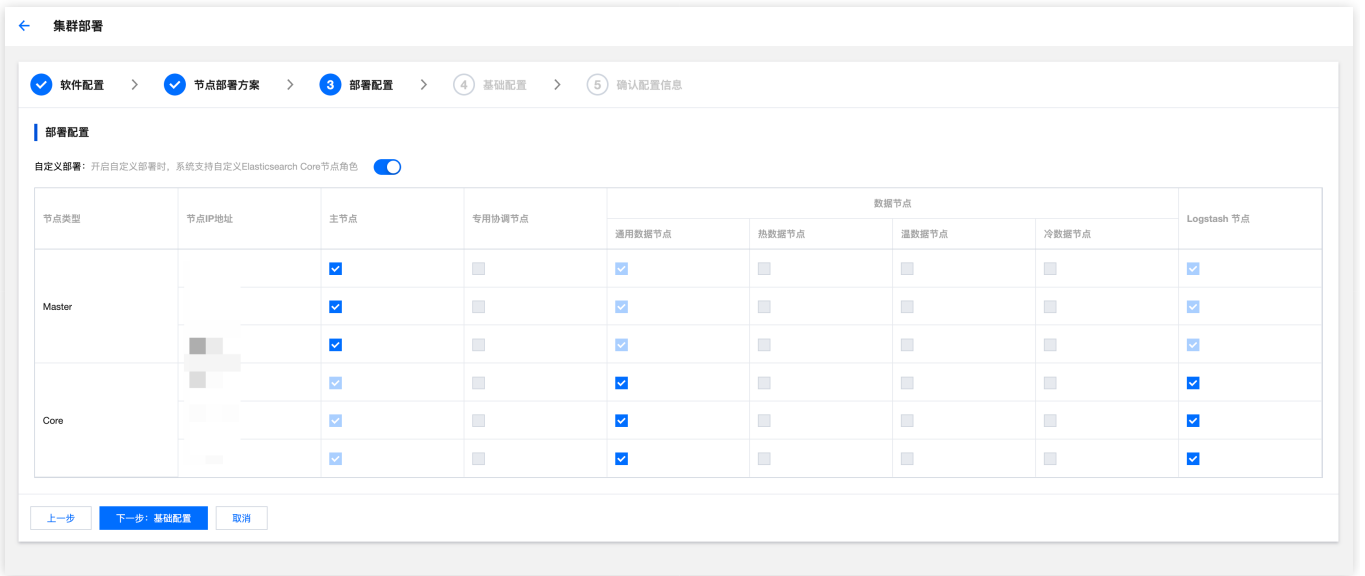 集群部署
软件配置 节点部署方案 3 部署配置 4 基础配置 5 确认配置信息
部署配置
自定义部署：开启自定义部署时，系统支持自定义Elasticsearch Core节点角色
节点类型 节点IP地址 主节点 专用协调节点 数据节点 Logstash 节点
通用数据节点 热数据节点 温数据节点 冷数据节点
Master
Core
上一步 下一步：基础配置 取消